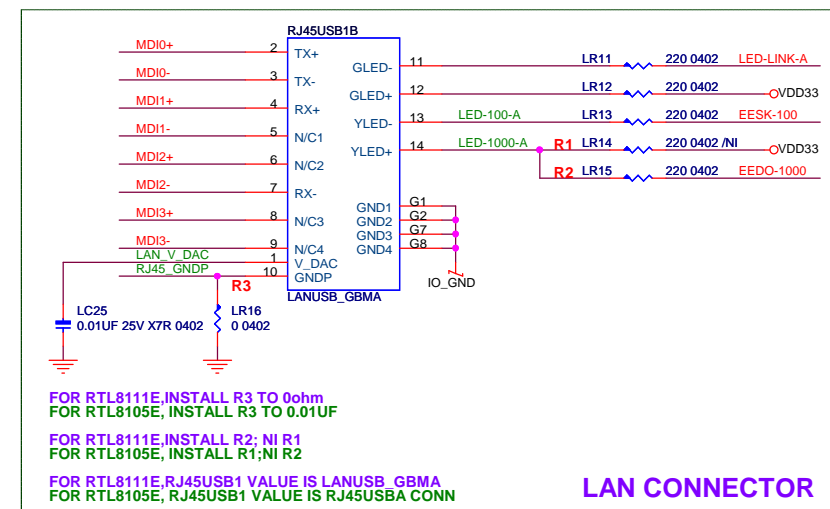 RJ45USB1B
MDI0+ 2 TX+ GLED- 11 LR11 220 0402 LED-LINK-A
MDI0- 3 TX- GLED+ 12 LR12 220 0402 VDD33
MDI1+ 4 RX+ YLED- 13 LED-100-A LR13 220 0402 EESK-100
MDI1- 5 N/C1 YLED+ 14 LED-1000-A R1 LR14 220 0402 /NI VDD33
MDI2+ 6 N/C2 R2 LR15 220 0402 EEDO-1000
MDI2- 7 RX- GND1 G1
MDI3+ 8 N/C3 GND2 G2
GND3 G7
MDI3- 9 N/C4 GND4 G8
LAN_V_DAC 1 V_DAC
RJ45_GNDP 10 GNDP
R3 IO_GND
LANUSB_GBMA
LC25 LR16
0.01UF 25V X7R 0402 0 0402
FOR RTL8111E,INSTALL R3 TO 0ohm
FOR RTL8105E, INSTALL R3 TO 0.01UF
FOR RTL8111E,INSTALL R2; NI R1
FOR RTL8105E, INSTALL R1;NI R2
FOR RTL8111E,RJ45USB1 VALUE IS LANUSB_GBMA
FOR RTL8105E, RJ45USB1 VALUE IS RJ45USBA CONN
LAN CONNECTOR